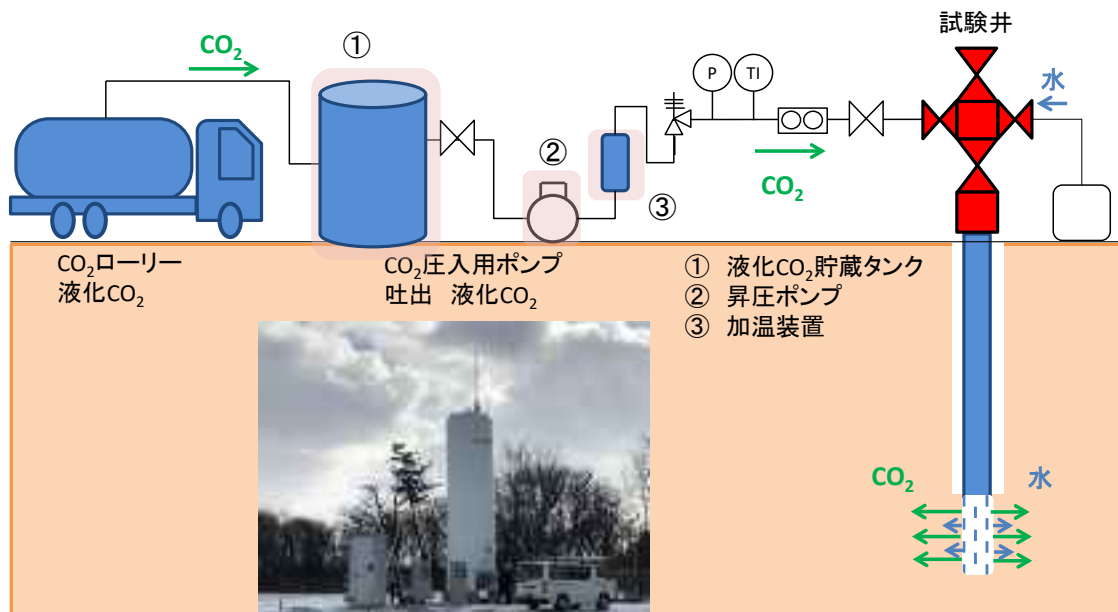 試験井
①
CO₂
P
TI
水
②
③
CO₂
CO₂ローリー
液化CO₂
CO₂圧入用ポンプ
吐出 液化CO₂
① 液化CO₂貯蔵タンク
② 昇圧ポンプ
③ 加温装置
CO₂
水